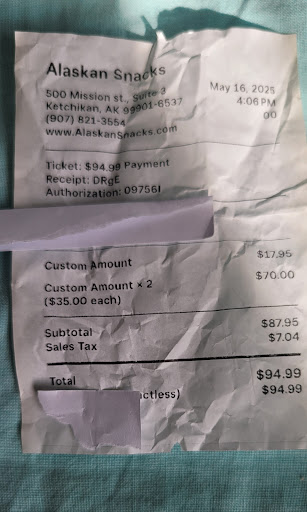 Alaskan Snacks
500 Mission st., Suite 3
Ketchikan, AK 99901-6537
(907) 821-3554
www.AlaskanSnacks.com
May 16, 2025
4:06 PM
Ticket: $94.99 Payment
Receipt: DRgE
Authorization: 09756I
Custom Amount $17.95
Custom Amount × 2 $70.00
($35.00 each)
Subtotal $87.95
Sales Tax $7.04
Total $94.99
actless) $94.99